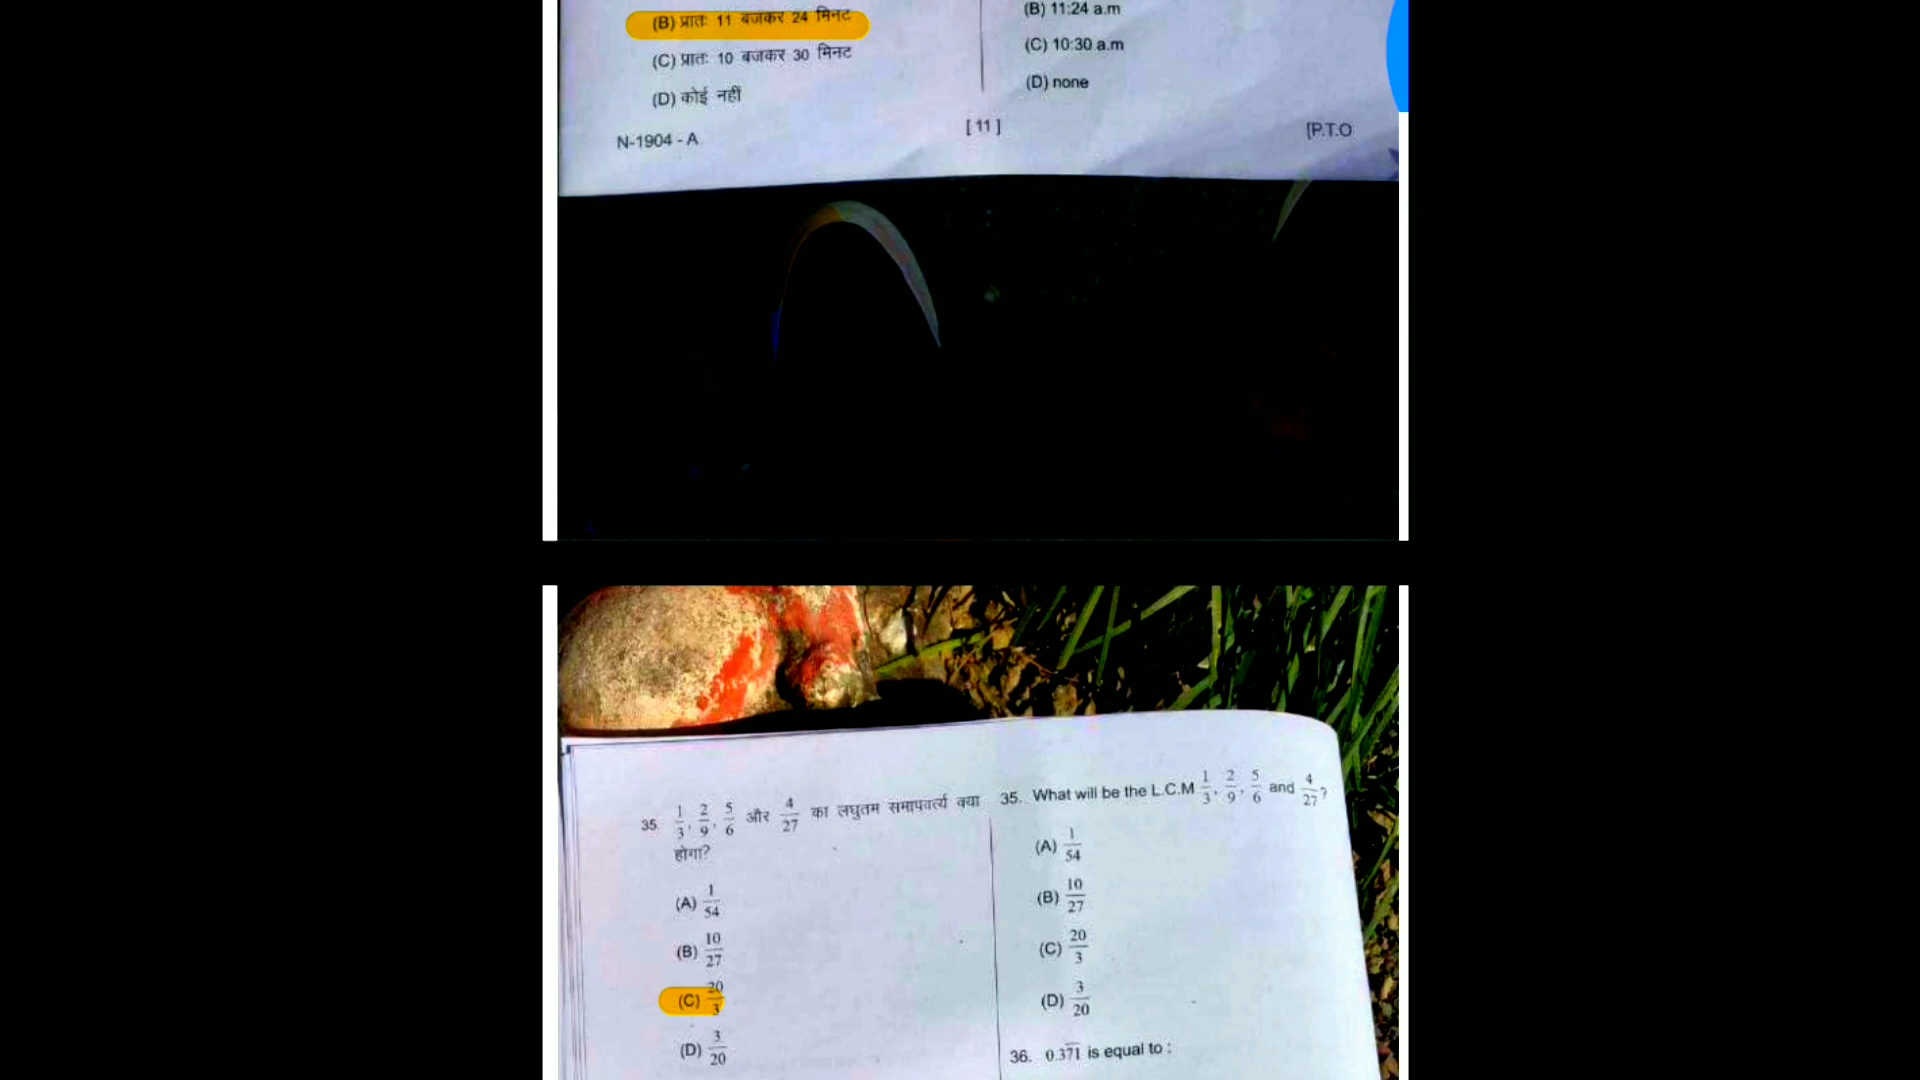 (B) प्रातः 11 बजकर 24 मिनट
(C) प्रातः 10 बजकर 30 मिनट
(D) कोई नहीं
(B) 11:24 a.m
(C) 10:30 a.m
(D) none
N-1904 - A
[ 11 ]
[P.T.O
35. 1/3, 2/9, 5/6 और 4/27 का लघुतम समापवर्त्य क्या
होगा?
(A) 1/54
(B) 10/27
(C) 20/3
(D) 3/20
35. What will be the L.C.M 1/3, 2/9, 5/6 and 4/27?
(A) 1/54
(B) 10/27
(C) 20/3
(D) 3/20
36. 0.37̅1̅ is equal to :